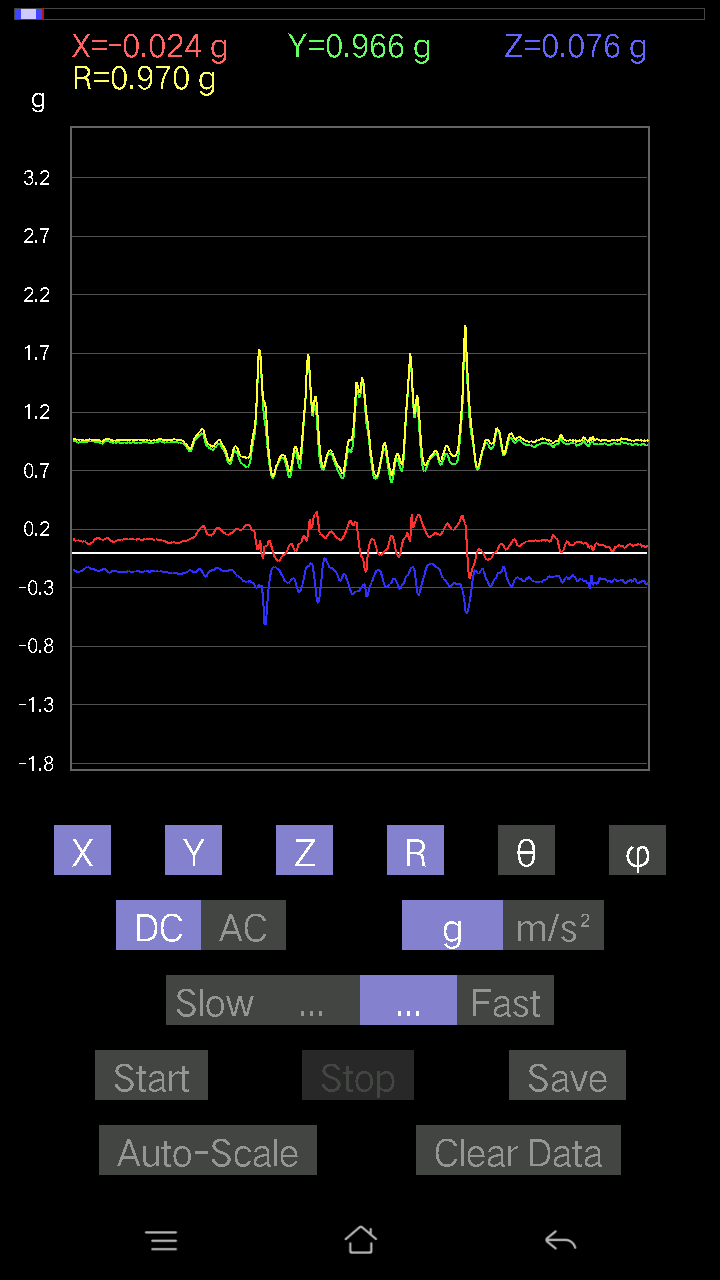 X=-0.024 g Y=0.966 g Z=0.076 g
R=0.970 g
g
3.2
2.7
2.2
1.7
1.2
0.7
0.2
-0.3
-0.8
-1.3
-1.8
X Y Z R θ φ
DC AC g m/s²
Slow ... ... Fast
Start Stop Save
Auto-Scale Clear Data